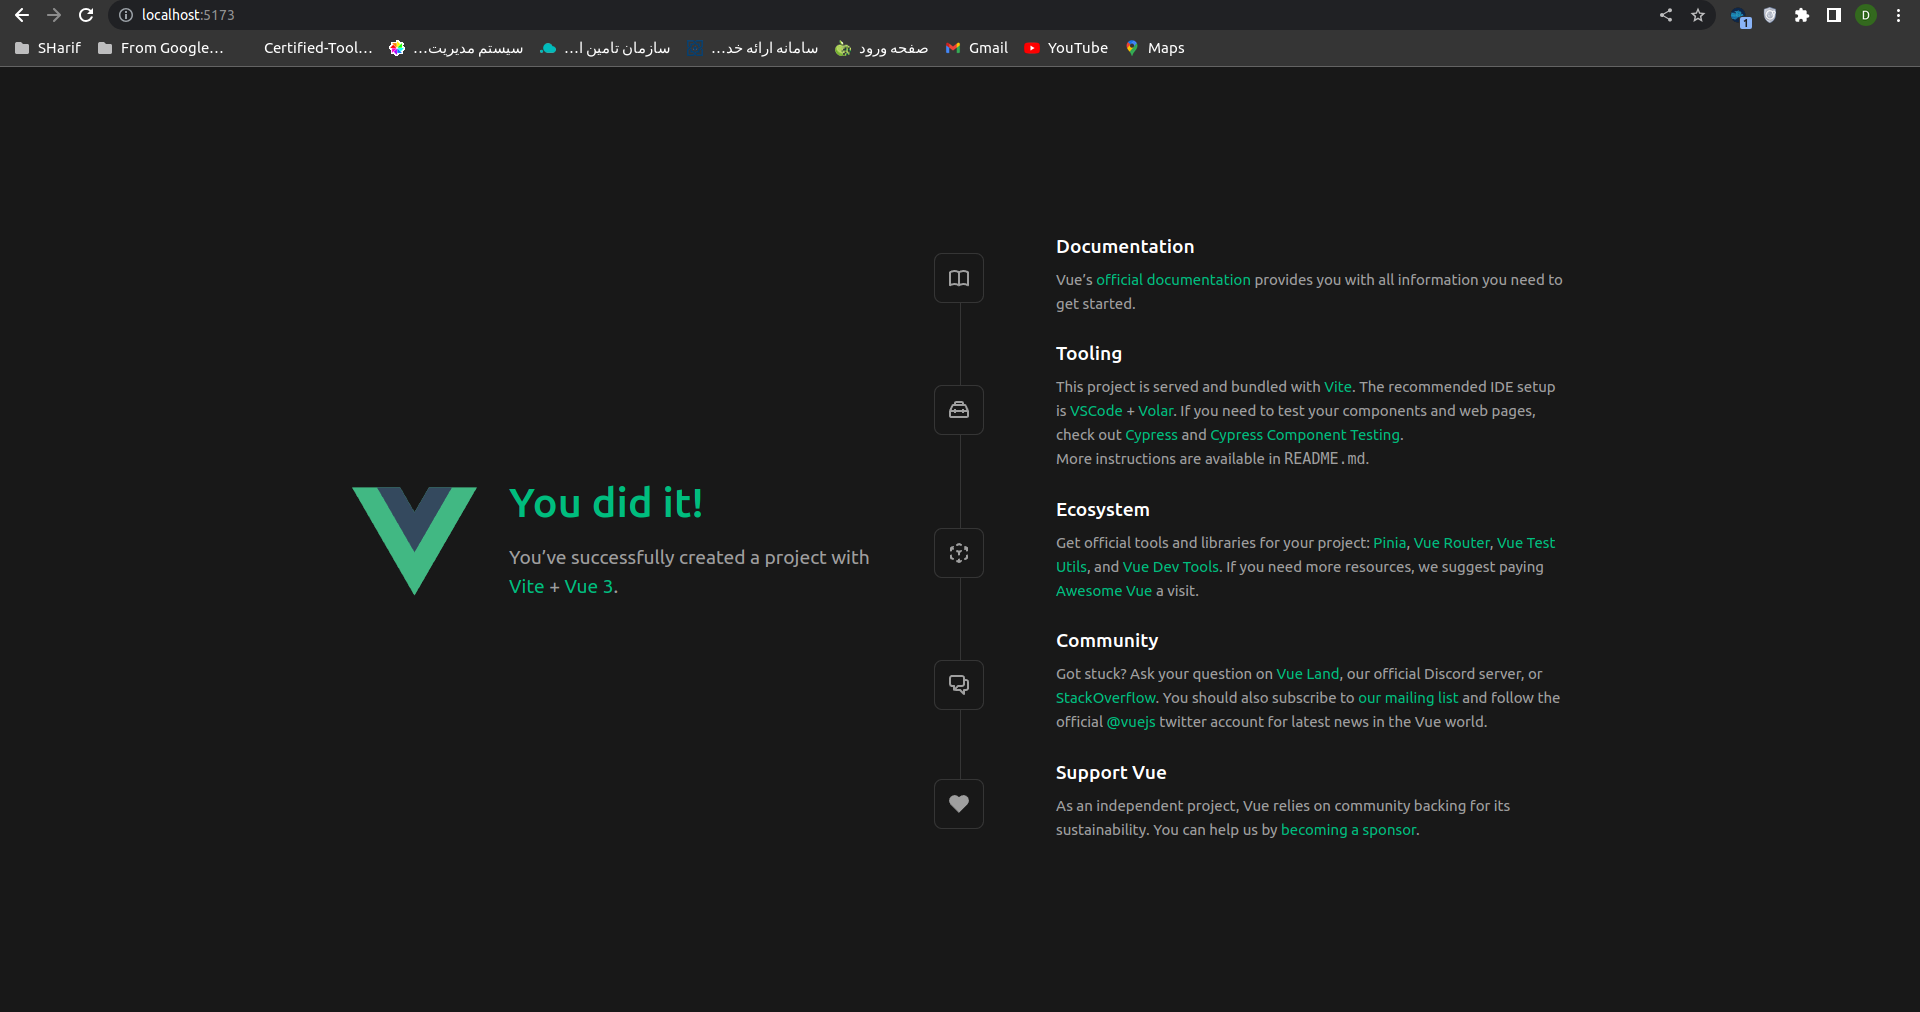 localhost:5173
1
D
SHarif
From Google...
Certified-Tool...
سیستم مدیریت...
سازمان تامین ا...
سامانه ارائه خد...
صفحه ورود
Gmail
YouTube
Maps
You did it!
You’ve successfully created a project with
Vite + Vue 3.
Documentation
Vue’s official documentation provides you with all information you need to
get started.
Tooling
This project is served and bundled with Vite. The recommended IDE setup
is VSCode + Volar. If you need to test your components and web pages,
check out Cypress and Cypress Component Testing.
More instructions are available in README.md.
Ecosystem
Get official tools and libraries for your project: Pinia, Vue Router, Vue Test
Utils, and Vue Dev Tools. If you need more resources, we suggest paying
Awesome Vue a visit.
Community
Got stuck? Ask your question on Vue Land, our official Discord server, or
StackOverflow. You should also subscribe to our mailing list and follow the
official @vuejs twitter account for latest news in the Vue world.
Support Vue
As an independent project, Vue relies on community backing for its
sustainability. You can help us by becoming a sponsor.